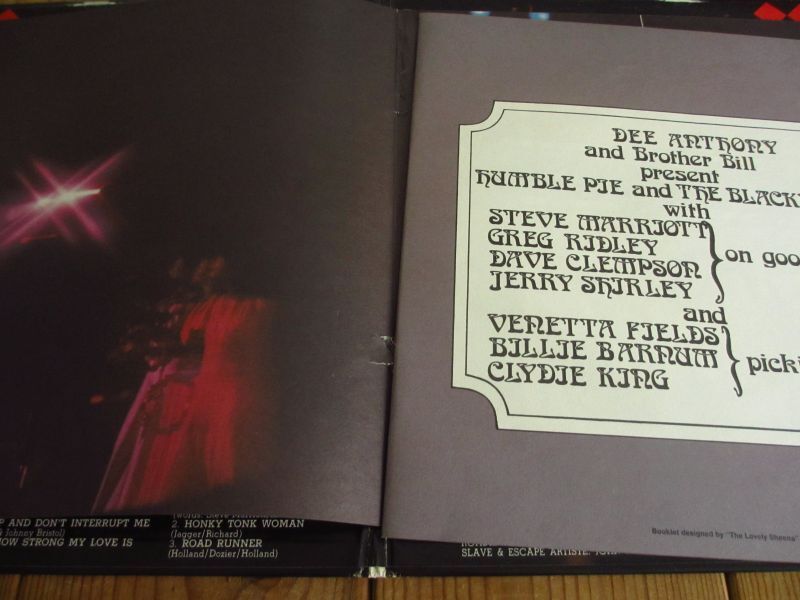 DEE ANTHONY
and Brother Bill
present
HUMBLE PIE and THE BLACK
with
STEVE MARRIOTT
GREG RIDLEY
DAVE CLEMPSON
JERRY SHIRLEY
on goo
and
VENETTA FIELDS
BILLIE BARNUM
CLYDIE KING
picki
Booklet designed by "The Lovely Sheena"
P AND DON'T INTERRUPT ME
& Johney Bristol)
HOW STRONG MY LOVE IS
2. HONKY TONK WOMAN
(Jagger/Richard)
3. ROAD RUNNER
(Holland/Dozier/Holland)
SLAVE & ESCAPE ARTISTE,